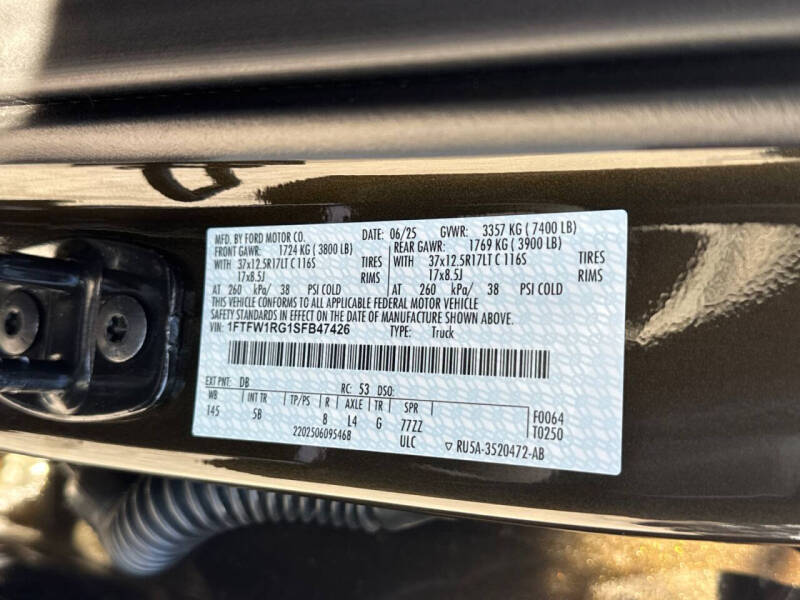 MFD. BY FORD MOTOR CO. DATE: 06/25 GVWR: 3357 KG ( 7400 LB)
FRONT GAWR: 1724 KG ( 3800 LB) REAR GAWR: 1769 KG ( 3900 LB)
WITH 37x12.5R17LT C 116S TIRES WITH 37x12.5R17LT C 116S TIRES
17x8.5J RIMS 17x8.5J RIMS
AT 260 kPa/ 38 PSI COLD AT 260 kPa/ 38 PSI COLD
THIS VEHICLE CONFORMS TO ALL APPLICABLE FEDERAL MOTOR VEHICLE
SAFETY STANDARDS IN EFFECT ON THE DATE OF MANUFACTURE SHOWN ABOVE.
VIN: 1FTFW1RG1SFB47426 TYPE: Truck
EXT PNT: DB RC: 53 DSO:
WB INT TR TP/PS R AXLE TR SPR F0064
145 5B 8 L4 G 77ZZ T0250
2202506095468 ULC ▽ RU5A-3520472-AB